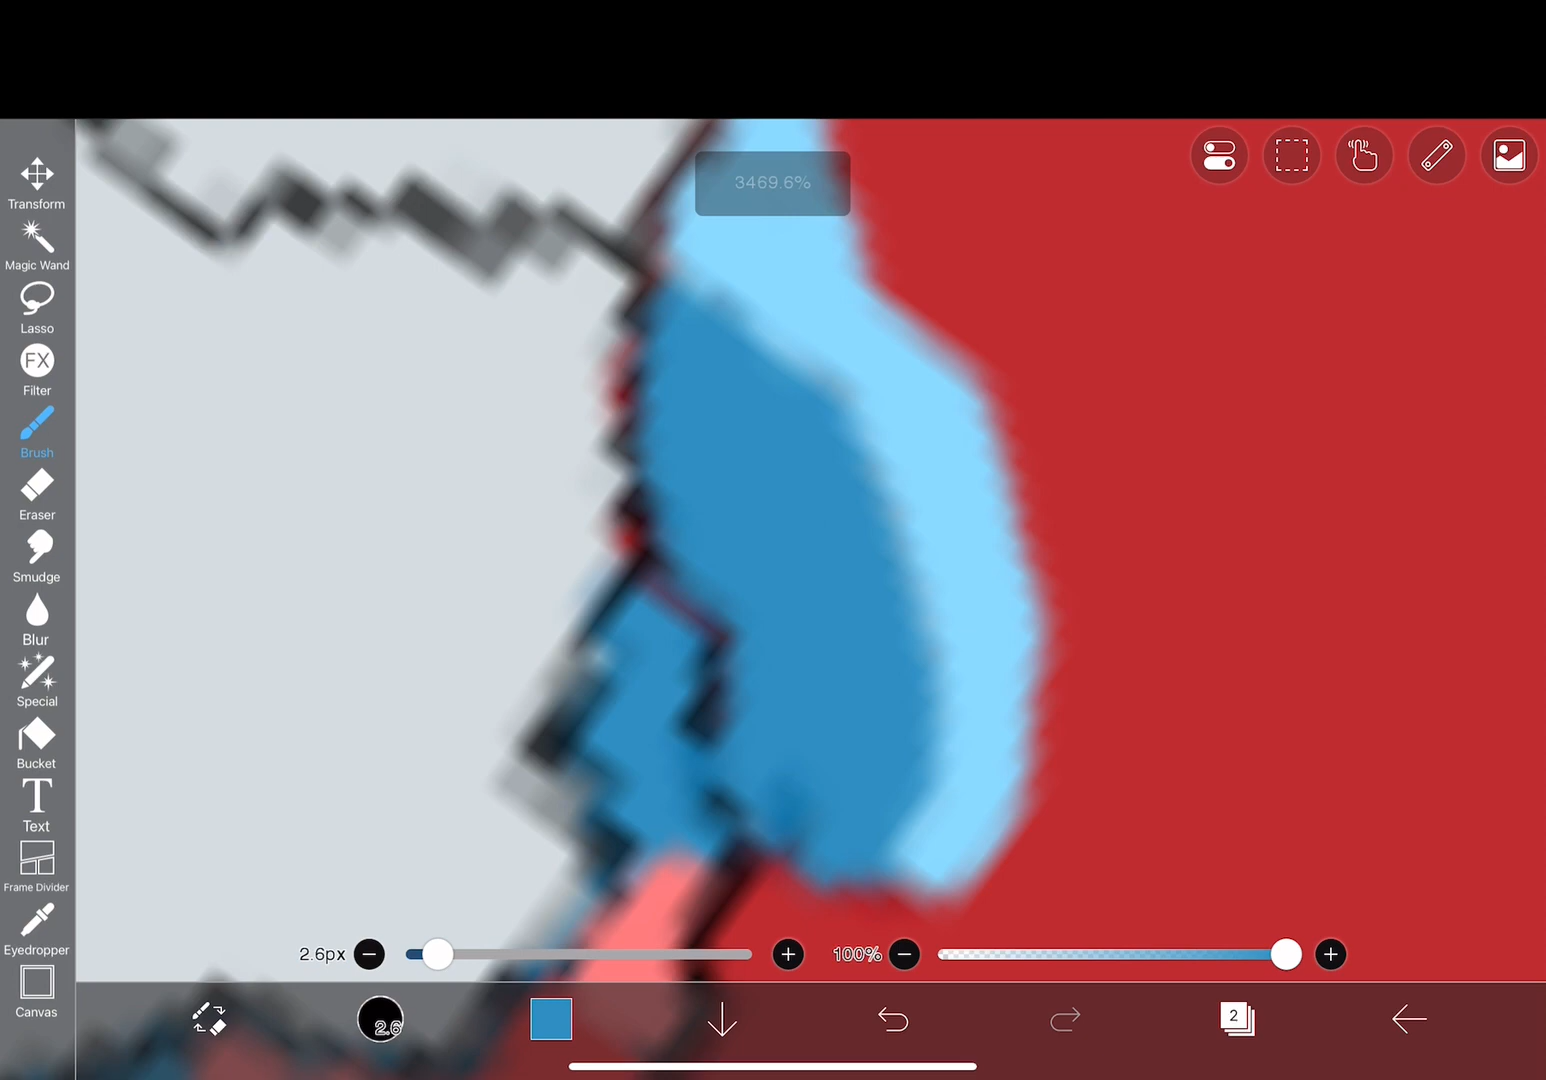 3469.6%
Transform
Magic Wand
Lasso
FX
Filter
Brush
Eraser
Smudge
Blur
Special
Bucket
T
Text
Frame Divider
Eyedropper
Canvas
2.6px
100%
2.6
2